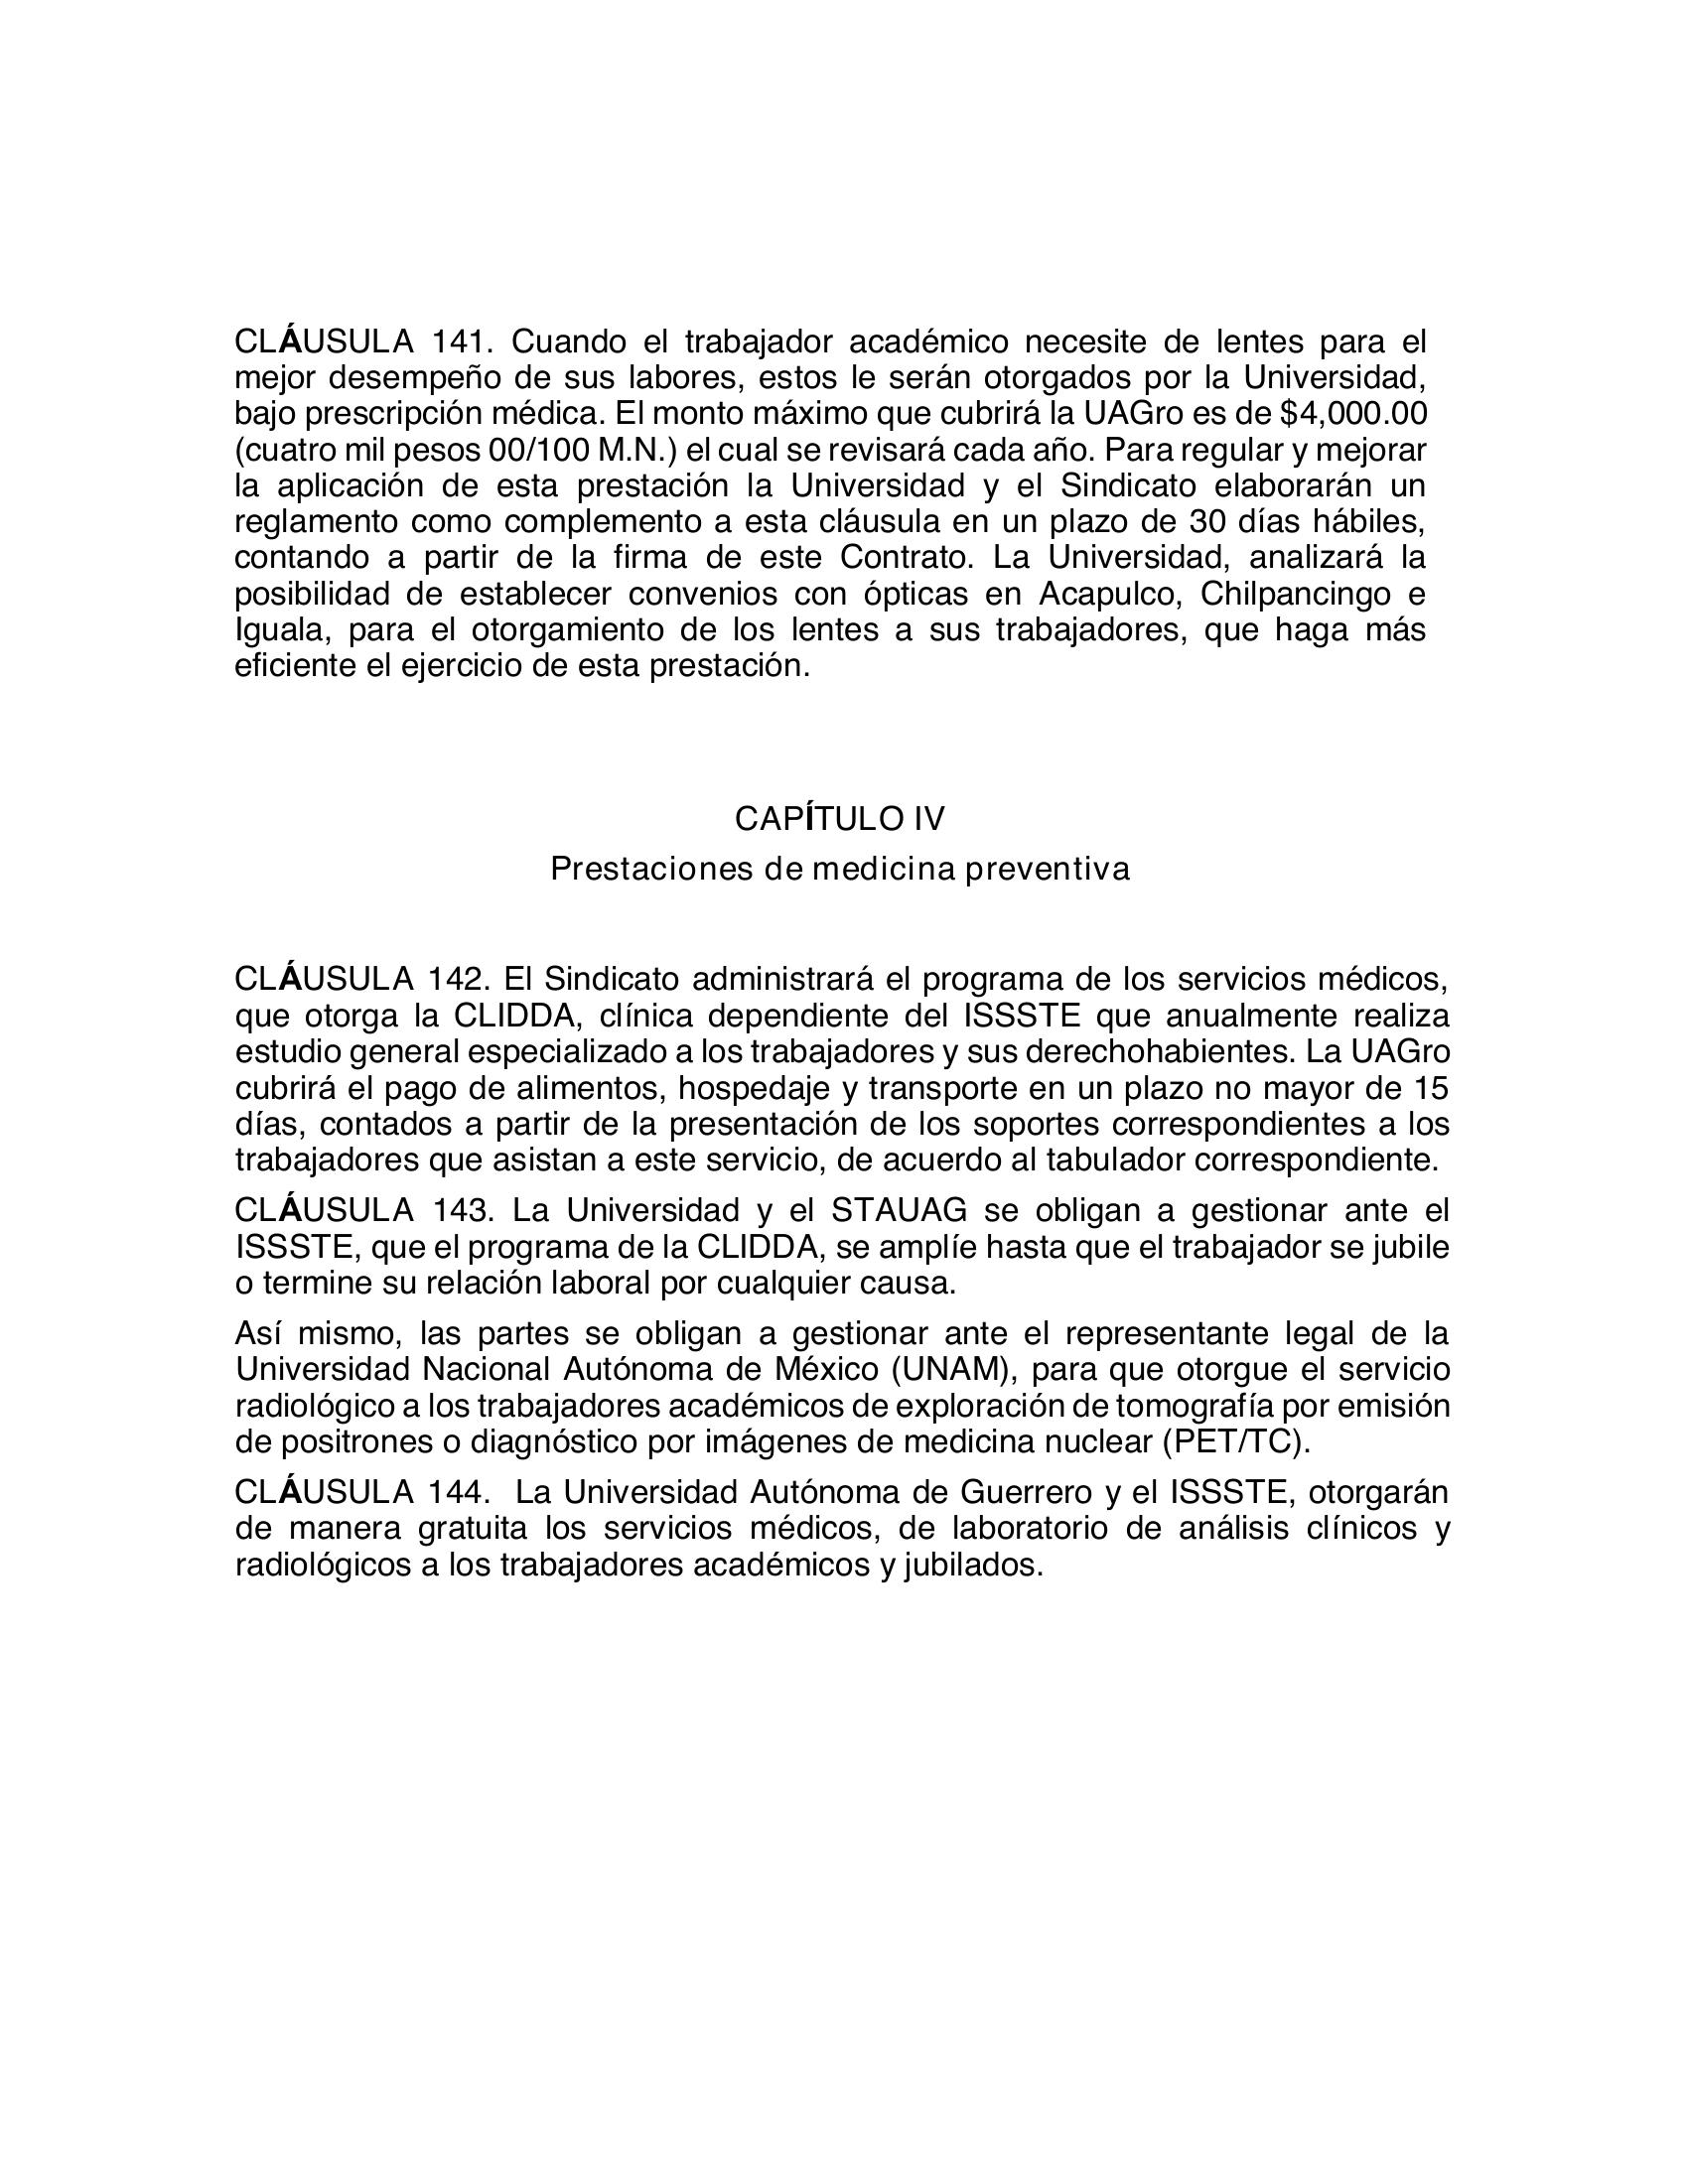 CLÁUSULA 141. Cuando el trabajador académico necesite de lentes para el
mejor desempeño de sus labores, estos le serán otorgados por la Universidad,
bajo prescripción médica. El monto máximo que cubrirá la UAGro es de $4,000.00
(cuatro mil pesos 00/100 M.N.) el cual se revisará cada año. Para regular y mejorar
la aplicación de esta prestación la Universidad y el Sindicato elaborarán un
reglamento como complemento a esta cláusula en un plazo de 30 días hábiles,
contando a partir de la firma de este Contrato. La Universidad, analizará la
posibilidad de establecer convenios con ópticas en Acapulco, Chilpancingo e
Iguala, para el otorgamiento de los lentes a sus trabajadores, que haga más
eficiente el ejercicio de esta prestación.
CAPÍTULO IV
Prestaciones de medicina preventiva
CLÁUSULA 142. El Sindicato administrará el programa de los servicios médicos,
que otorga la CLIDDA, clínica dependiente del ISSSTE que anualmente realiza
estudio general especializado a los trabajadores y sus derechohabientes. La UAGro
cubrirá el pago de alimentos, hospedaje y transporte en un plazo no mayor de 15
días, contados a partir de la presentación de los soportes correspondientes a los
trabajadores que asistan a este servicio, de acuerdo al tabulador correspondiente.
CLÁUSULA 143. La Universidad y el STAUAG se obligan a gestionar ante el
ISSSTE, que el programa de la CLIDDA, se amplíe hasta que el trabajador se jubile
o termine su relación laboral por cualquier causa.
Así mismo, las partes se obligan a gestionar ante el representante legal de la
Universidad Nacional Autónoma de México (UNAM), para que otorgue el servicio
radiológico a los trabajadores académicos de exploración de tomografía por emisión
de positrones o diagnóstico por imágenes de medicina nuclear (PET/TC).
CLÁUSULA 144. La Universidad Autónoma de Guerrero y el ISSSTE, otorgarán
de manera gratuita los servicios médicos, de laboratorio de análisis clínicos y
radiológicos a los trabajadores académicos y jubilados.